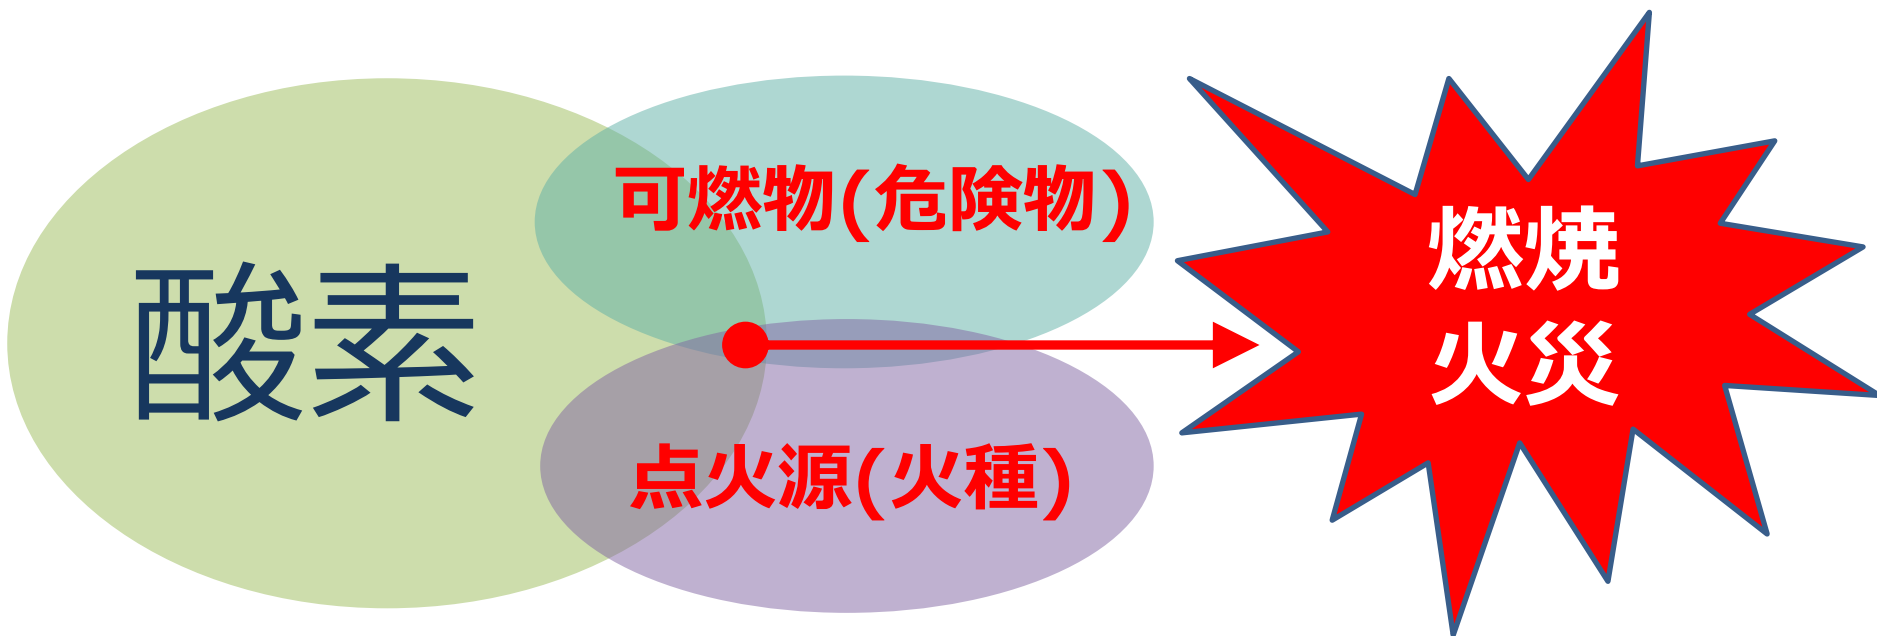 酸素
可燃物(危険物)
点火源(火種)
燃焼
火災